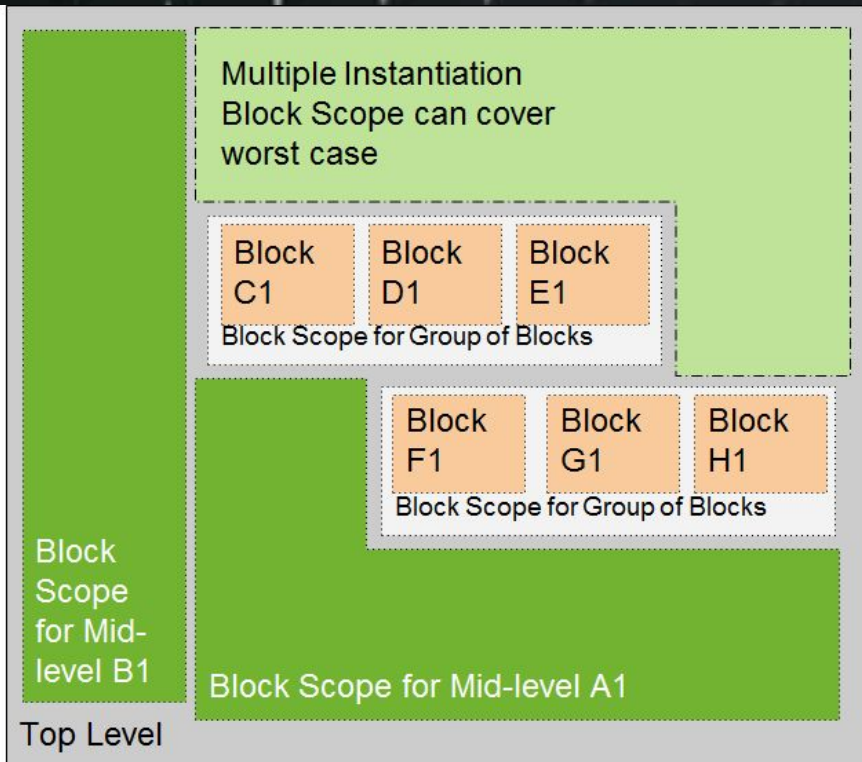 Multiple Instantiation
Block Scope can cover
worst case
Block
C1
Block
D1
Block
E1
Block Scope for Group of Blocks
Block
F1
Block
G1
Block
H1
Block Scope for Group of Blocks
Block
Scope
for Mid-
level B1
Block Scope for Mid-level A1
Top Level